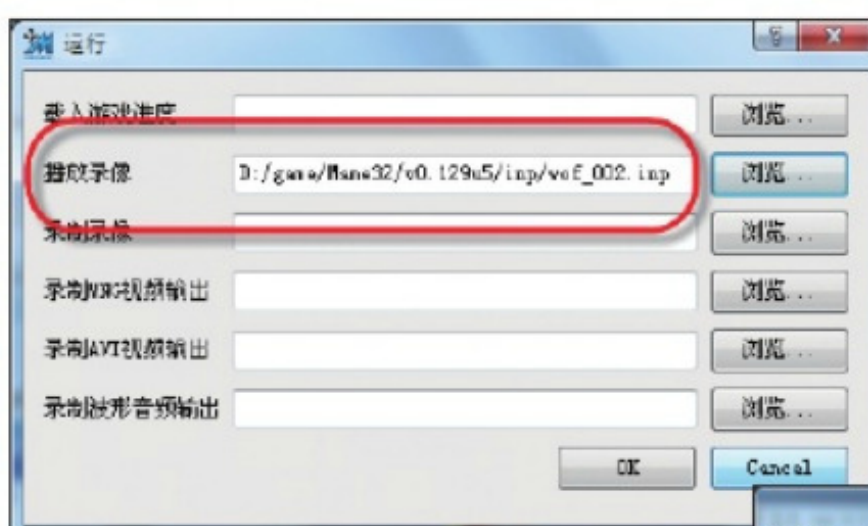 运行
载入游戏进度
浏览...
播放录像
D:/game/Mame32/v0.129u5/inp/wof_002.inp
浏览...
录制录像
浏览...
录制MNG视频输出
浏览...
录制AVI视频输出
浏览...
录制波形音频输出
浏览...
OK
Cancel